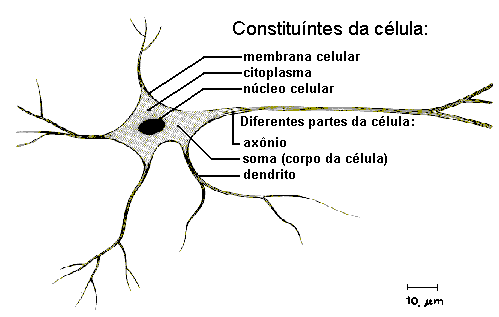 Constituíntes da célula:
membrana celular
citoplasma
núcleo celular
Diferentes partes da célula:
axônio
soma (corpo da célula)
dendrito
10 µm